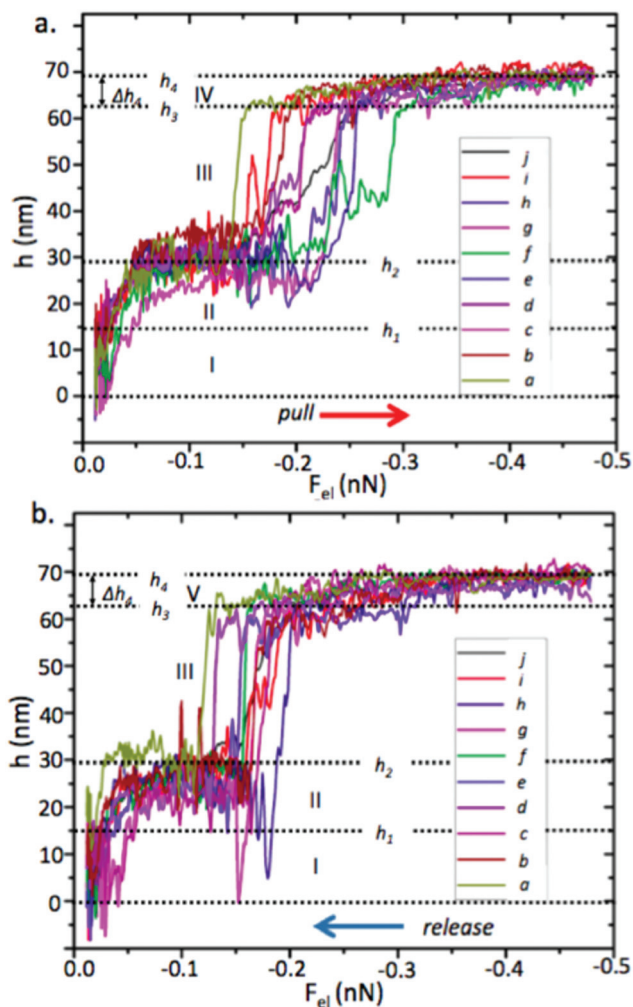 a.
70
60
50
40
30
20
10
0
h (nm)
h4
Δh4
IV
h3
III
h2
II
h1
I
j
i
h
g
f
e
d
c
b
a
pull
0.0
-0.1
-0.2
-0.3
-0.4
-0.5
F_el (nN)
b.
70
60
50
40
30
20
10
0
h (nm)
h4
Δh4
V
h3
III
h2
II
h1
I
j
i
h
g
f
e
d
c
b
a
release
0.0
-0.1
-0.2
-0.3
-0.4
-0.5
F_el (nN)